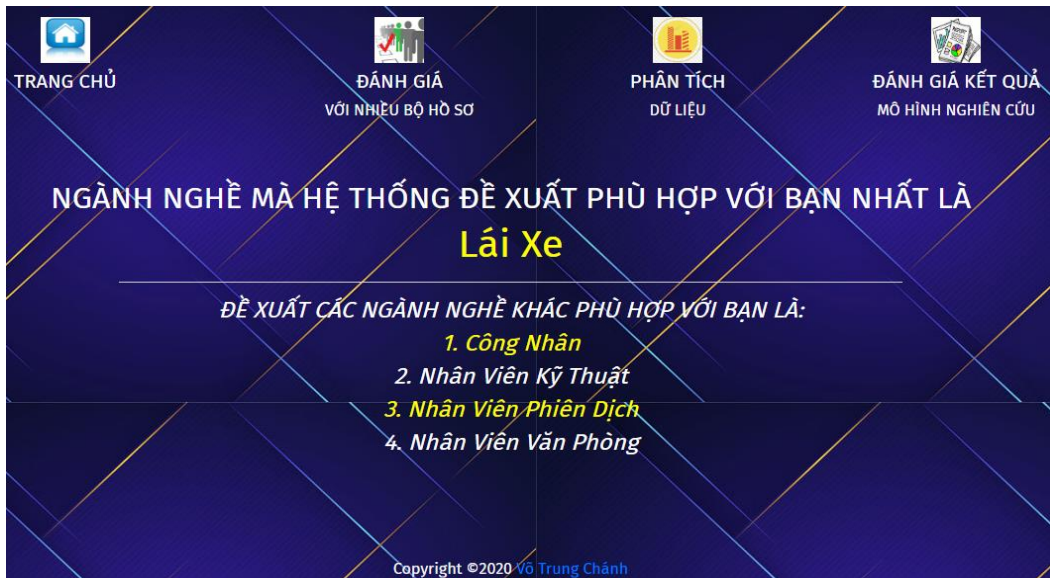 TRANG CHỦ
ĐÁNH GIÁ
VỚI NHIỀU BỘ HỒ SƠ
PHÂN TÍCH
DỮ LIỆU
ĐÁNH GIÁ KẾT QUẢ
MÔ HÌNH NGHIÊN CỨU
NGÀNH NGHỀ MÀ HỆ THỐNG ĐỀ XUẤT PHÙ HỢP VỚI BẠN NHẤT LÀ
Lái Xe
ĐỀ XUẤT CÁC NGÀNH NGHỀ KHÁC PHÙ HỢP VỚI BẠN LÀ:
1. Công Nhân
2. Nhân Viên Kỹ Thuật
3. Nhân Viên Phiên Dịch
4. Nhân Viên Văn Phòng
Copyright ©2020 Võ Trung Chánh